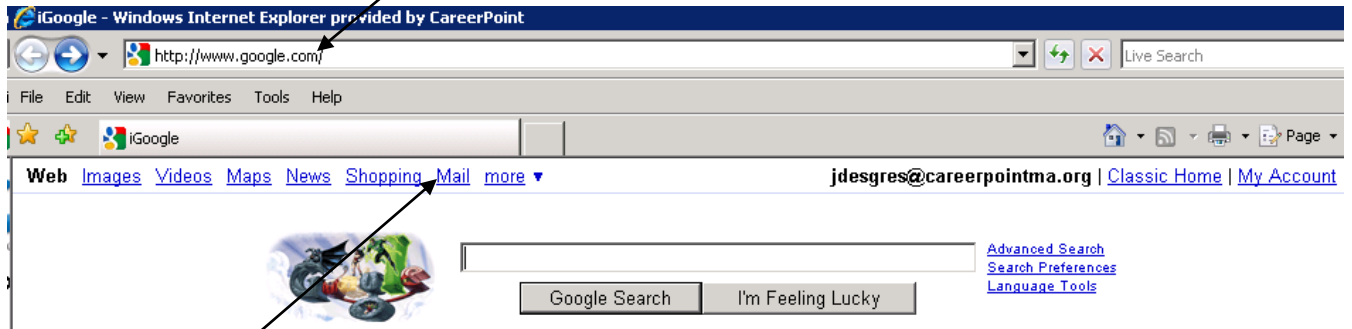 iGoogle - Windows Internet Explorer provided by CareerPoint
http://www.google.com/ Live Search
File Edit View Favorites Tools Help
iGoogle Page
Web Images Videos Maps News Shopping Mail more ▼ jdesgres@careerpointma.org | Classic Home | My Account
Advanced Search
Search Preferences
Language Tools
Google Search I'm Feeling Lucky